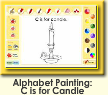 C is for candle.
Alphabet Painting:
C is for Candle